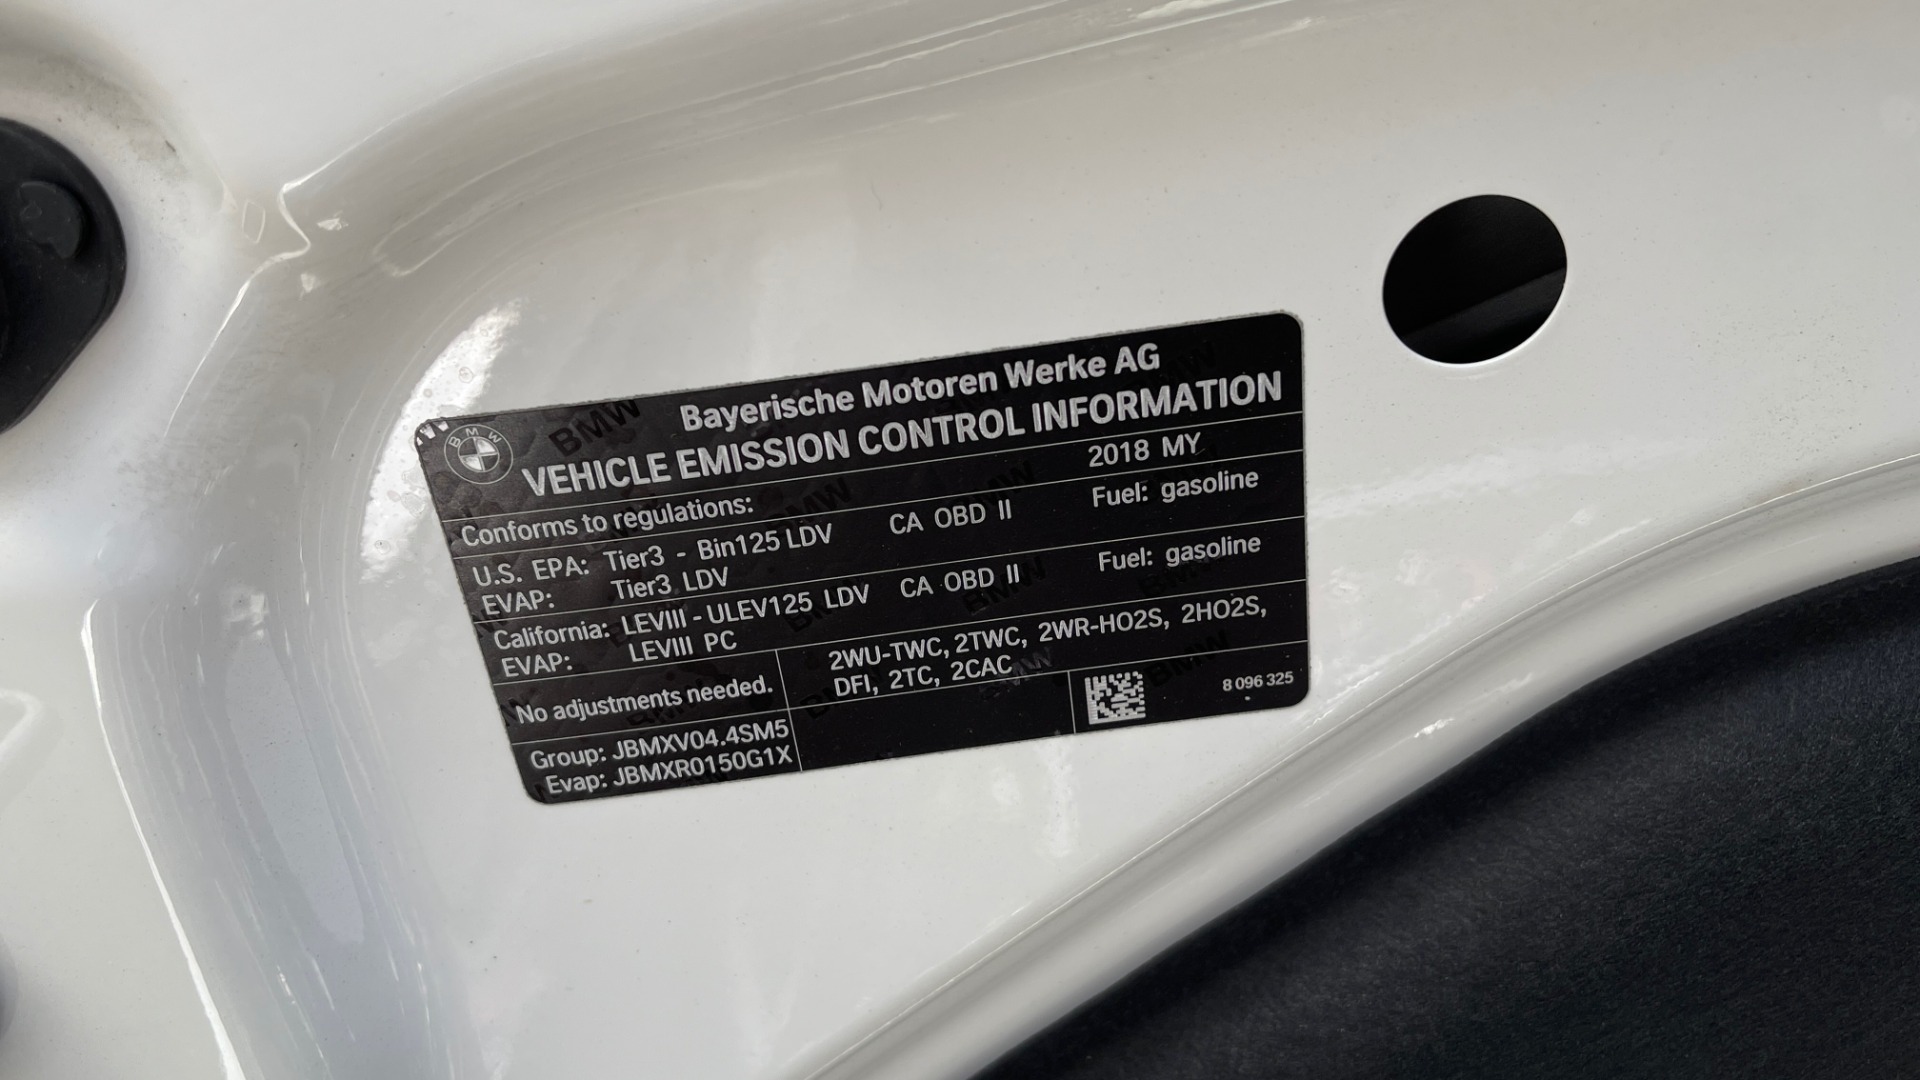 BMW
Bayerische Motoren Werke AG
VEHICLE EMISSION CONTROL INFORMATION
Conforms to regulations: 2018 MY
U.S. EPA: Tier3 - Bin125 LDV CA OBD II Fuel: gasoline
EVAP: Tier3 LDV
California: LEVIII - ULEV125 LDV CA OBD II Fuel: gasoline
EVAP: LEVIII PC
No adjustments needed.
2WU-TWC, 2TWC, 2WR-HO2S, 2HO2S,
DFI, 2TC, 2CAC
Group: JBMXV04.4SM5
Evap: JBMXR0150G1X
8 096 325